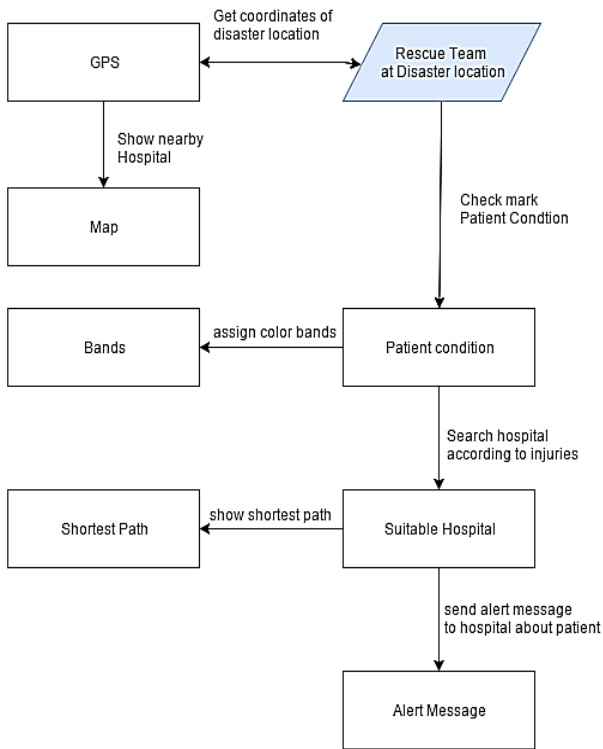 Get coordinates of
disaster location
GPS
Rescue Team
at Disaster location
Show nearby
Hospital
Check mark
Patient Condtion
Map
assign color bands
Bands
Patient condition
Search hospital
according to injuries
show shortest path
Shortest Path
Suitable Hospital
send alert message
to hospital about patient
Alert Message